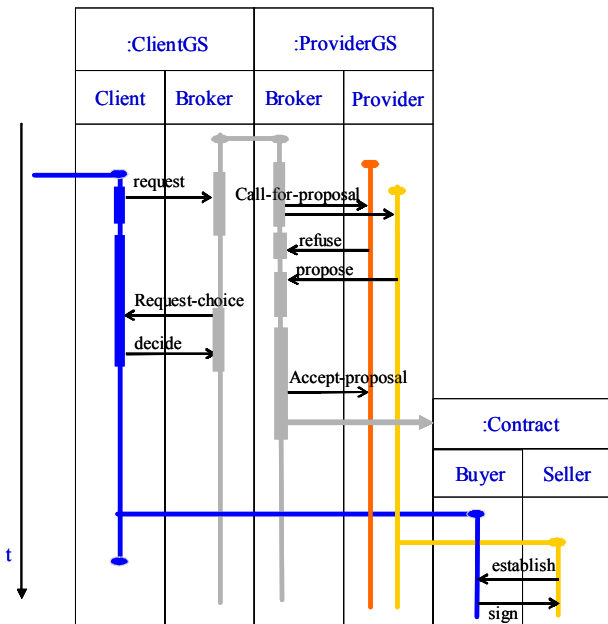 :ClientGS :ProviderGS
Client Broker Broker Provider
request
Call-for-proposal
refuse
propose
Request-choice
decide
Accept-proposal
:Contract
Buyer Seller
t
establish
sign